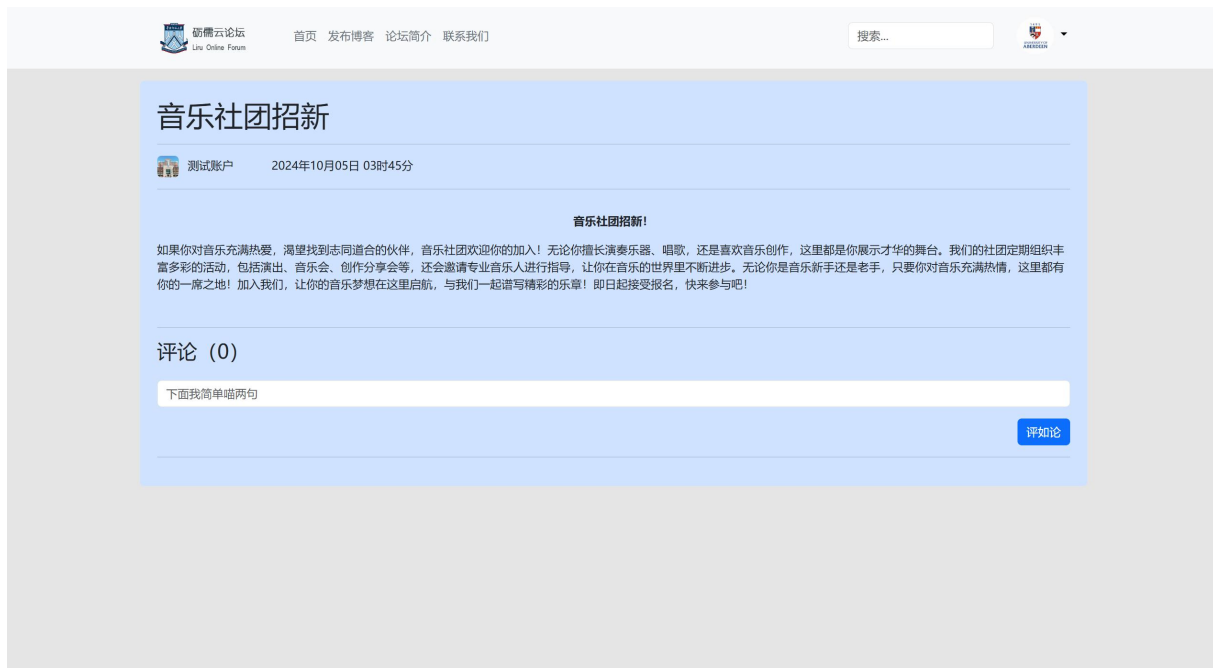 砺儒云论坛
Liru Online Forum
首页 发布博客 论坛简介 联系我们
搜索...
ABERDEEN
音乐社团招新
测试账户 2024年10月05日 03时45分
音乐社团招新!
如果你对音乐充满热爱，渴望找到志同道合的伙伴，音乐社团欢迎你的加入！无论你擅长演奏乐器、唱歌，还是喜欢音乐创作，这里都是你展示才华的舞台。我们的社团定期组织丰
富多彩的活动，包括演出、音乐会、创作分享会等，还会邀请专业音乐人进行指导，让你在音乐的世界里不断进步。无论你是音乐新手还是老手，只要你对音乐充满热情，这里都有
你的一席之地！加入我们，让你的音乐梦想在这里启航，与我们一起谱写精彩的乐章！即日起接受报名，快来参与吧！
评论（0）
下面我简单喵两句
评如论